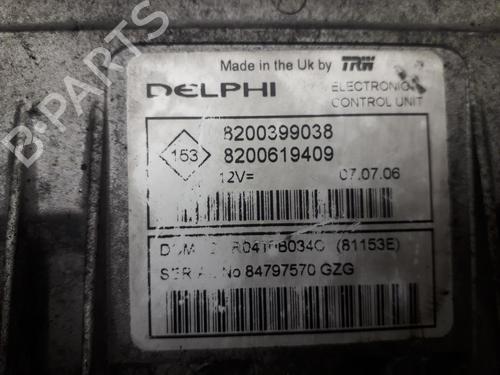 Made in the Uk by TRW
DELPHI ELECTRONIC
CONTROL UNIT
8200399038
153 8200619409
12V= 07.07.06
(81153E)
No 84797570 GZG